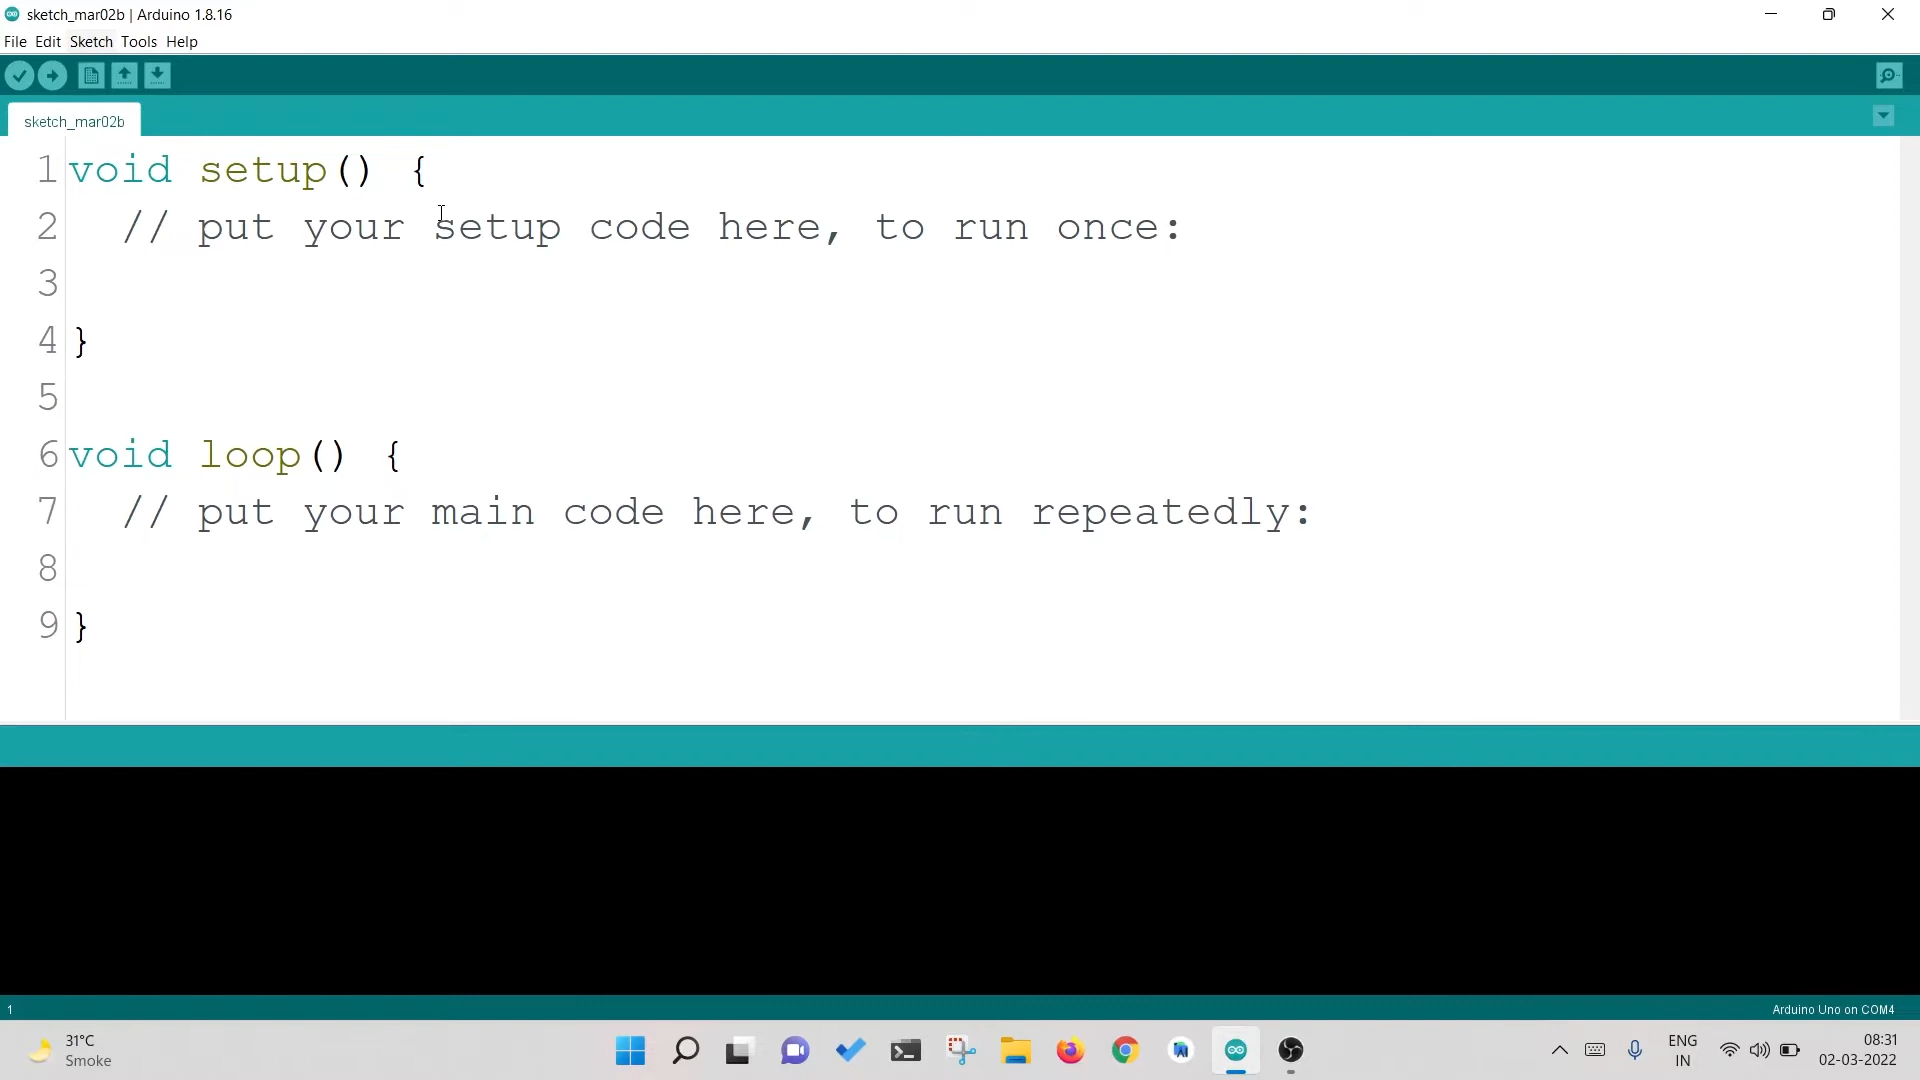 sketch_mar02b | Arduino 1.8.16
File Edit Sketch Tools Help
sketch_mar02b
1 void setup() {
2 // put your setup code here, to run once:
3
4 }
5
6 void loop() {
7 // put your main code here, to run repeatedly:
8
9 }
1
Arduino Uno on COM4
31°C
Smoke
ENG
IN
08:31
02-03-2022